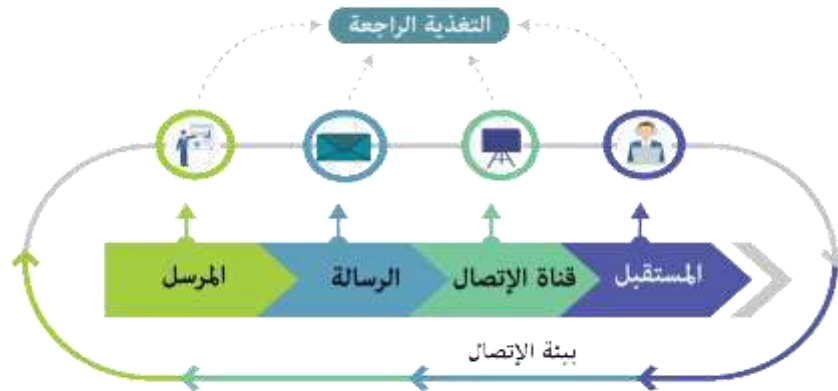 التغذية الراجعة
المرسل
الرسالة
قناة الإتصال
المستقبل
بيئة الإتصال